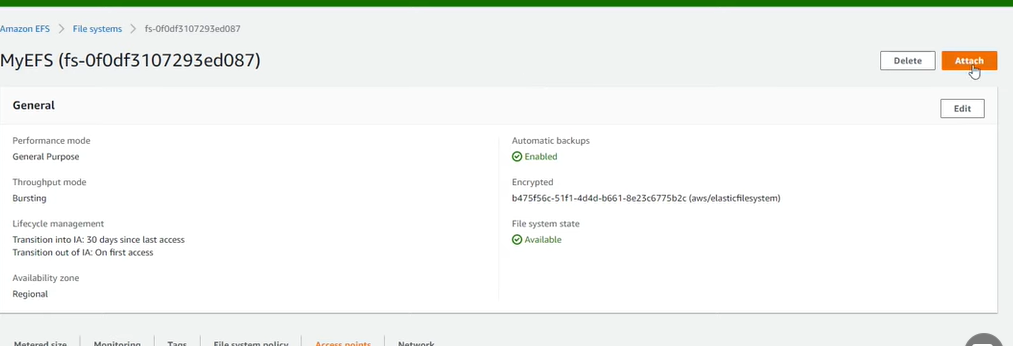 Amazon EFS > File systems > fs-0f0df3107293ed087
MyEFS (fs-0f0df3107293ed087)
Delete
Attach
General
Edit
Performance mode
General Purpose
Throughput mode
Bursting
Lifecycle management
Transition into IA: 30 days since last access
Transition out of IA: On first access
Availability zone
Regional
Automatic backups
Enabled
Encrypted
b475f56c-51f1-4d4d-b661-8e23c6775b2c (aws/elasticfilesystem)
File system state
Available
Metered size
Monitoring
Tags
File system policy
Access points
Network